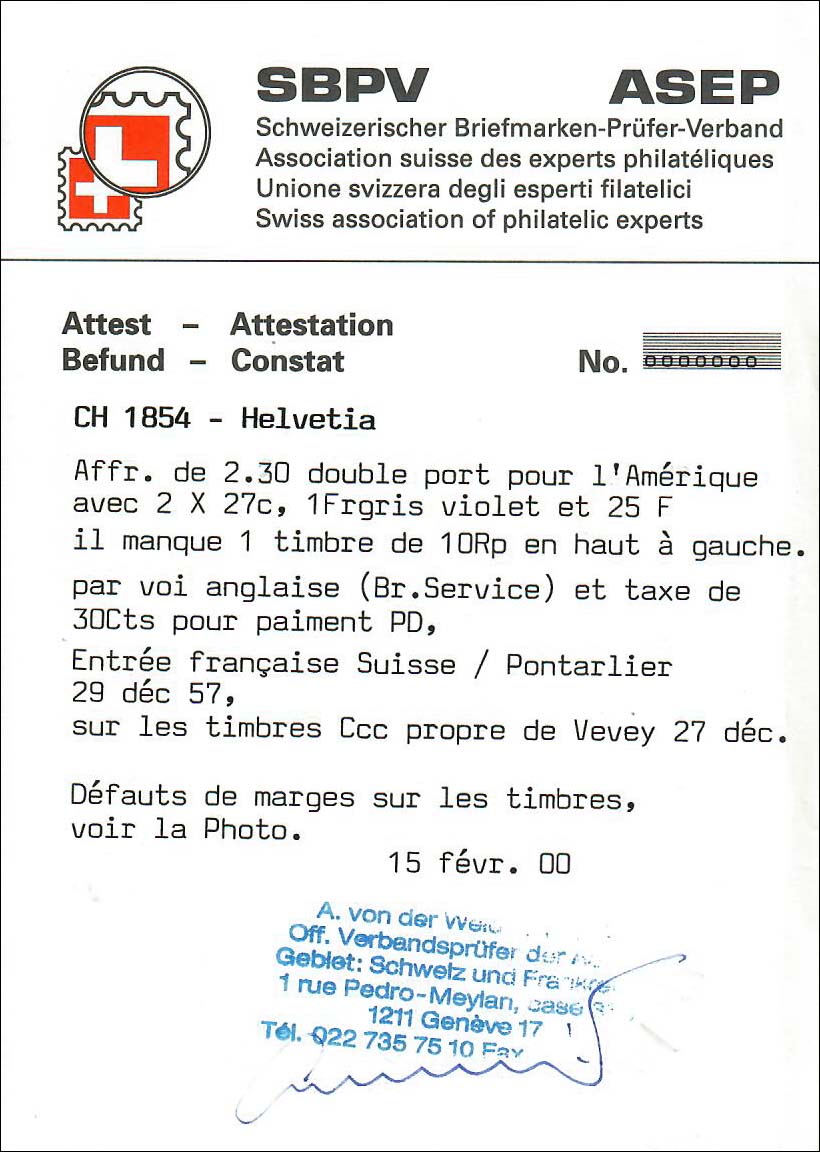 SBPV ASEP
Schweizerischer Briefmarken-Prüfer-Verband
Association suisse des experts philatéliques
Unione svizzera degli esperti filatelici
Swiss association of philatelic experts
Attest – Attestation
Befund – Constat No. 0000000
CH 1854 - Helvetia
Affr. de 2.30 double port pour l'Amérique
avec 2 X 27c, 1Frgris violet et 25 F
il manque 1 timbre de 10Rp en haut à gauche.
par voi anglaise (Br.Service) et taxe de
30Cts pour paiment PD,
Entrée française Suisse / Pontarlier
29 déc 57,
sur les timbres Ccc propre de Vevey 27 déc.
Défauts de marges sur les timbres,
voir la Photo.
15 févr. 00
A. von der
Off. Verbandsprüfer der
Gebiet: Schweiz und
1 rue Pedro-Meylan, case
1211 Genève 17
Tél. 022 735 75 10 Fax